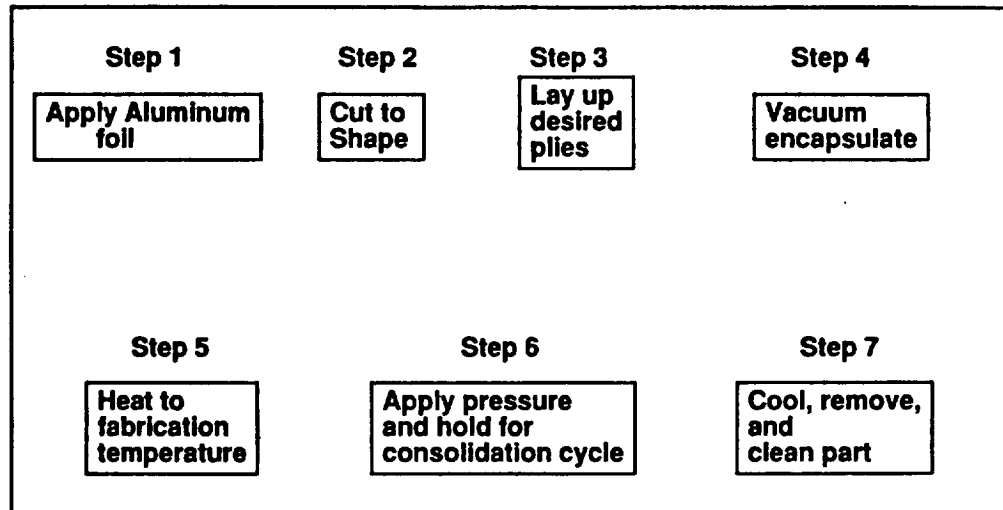 Step 1
Apply Aluminum
foil
Step 2
Cut to
Shape
Step 3
Lay up
desired
plies
Step 4
Vacuum
encapsulate
Step 5
Heat to
fabrication
temperature
Step 6
Apply pressure
and hold for
consolidation cycle
Step 7
Cool, remove,
and
clean part